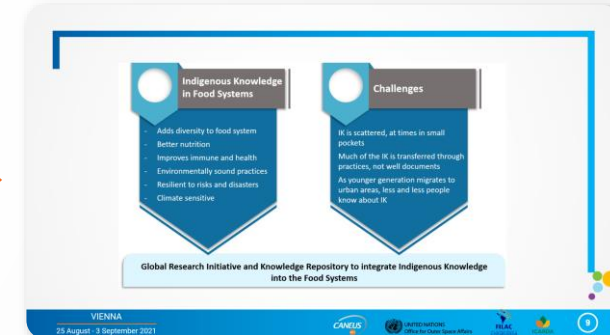 Indigenous Knowledge
in Food Systems
- Adds diversity to food system
- Better nutrition
- Improves immune and health
- Environmentally sound practices
- Resilient to risks and disasters
- Climate sensitive
Challenges
IK is scattered, at times in small
pockets
Much of the IK is transferred through
practices, not well documents
As younger generation migrates to
urban areas, less and less people
know about IK
Global Research Initiative and Knowledge Repository to integrate Indigenous Knowledge
into the Food Systems
VIENNA
25 August - 3 September 2021
CANEUS
UNITED NATIONS
Office for Outer Space Affairs
FILAC
9